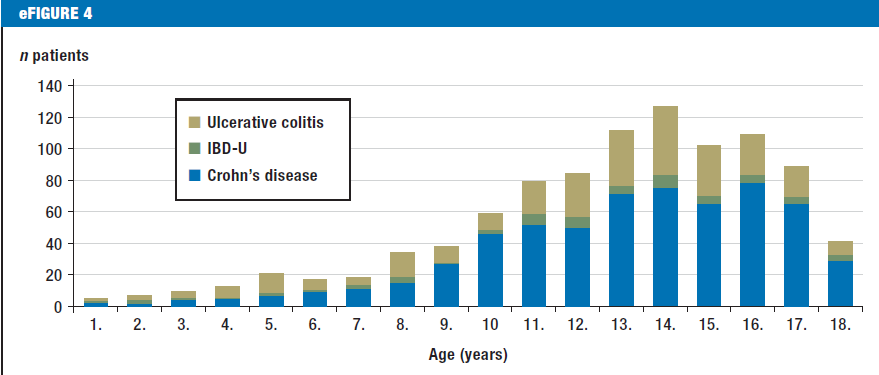 eFIGURE 4
n patients
140
120
100
80
60
40
20
0
Ulcerative colitis
IBD-U
Crohn's disease
1. 2. 3. 4. 5. 6. 7. 8. 9. 10 11. 12. 13. 14. 15. 16. 17. 18.
Age (years)